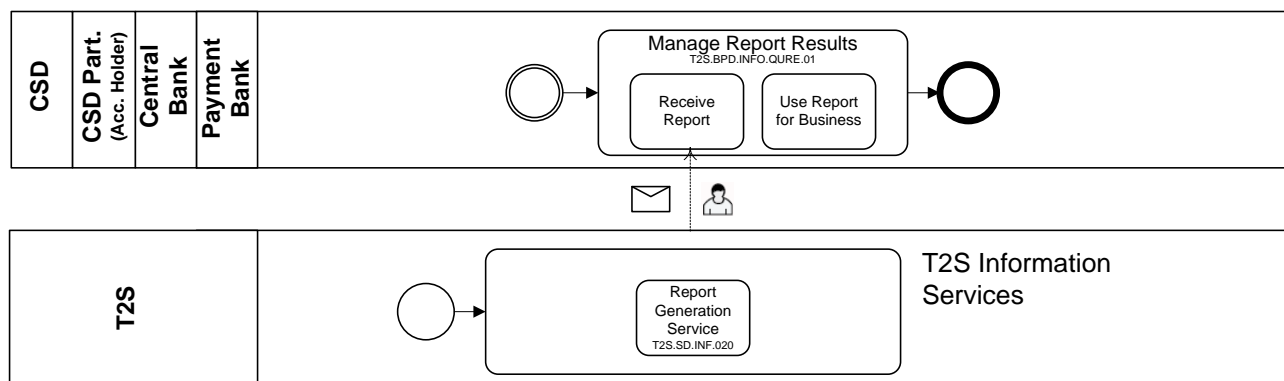 CSD
CSD Part.
(Acc. Holder)
Central
Bank
Payment
Bank
Manage Report Results
T2S.BPD.INFO.QURE.01
Receive
Report
Use Report
for Business
T2S
T2S Information
Services
Report
Generation
Service
T2S.SD.INF.020